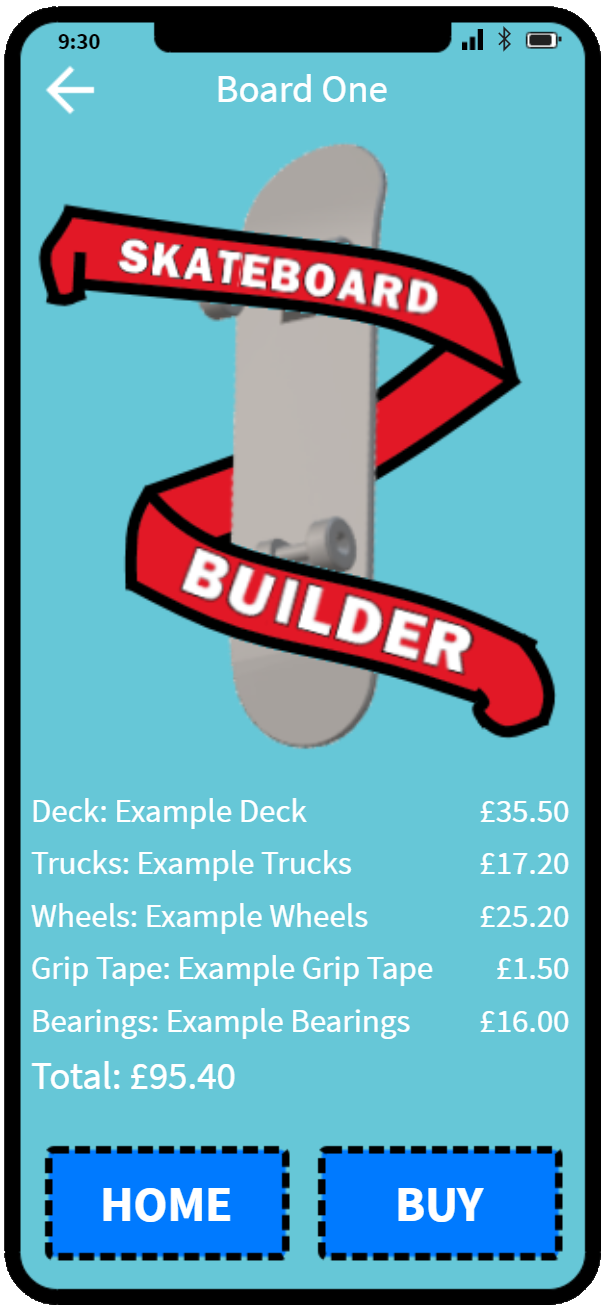 9:30
Board One
SKATEBOARD
BUILDER
Deck: Example Deck £35.50
Trucks: Example Trucks £17.20
Wheels: Example Wheels £25.20
Grip Tape: Example Grip Tape £1.50
Bearings: Example Bearings £16.00
Total: £95.40
HOME BUY